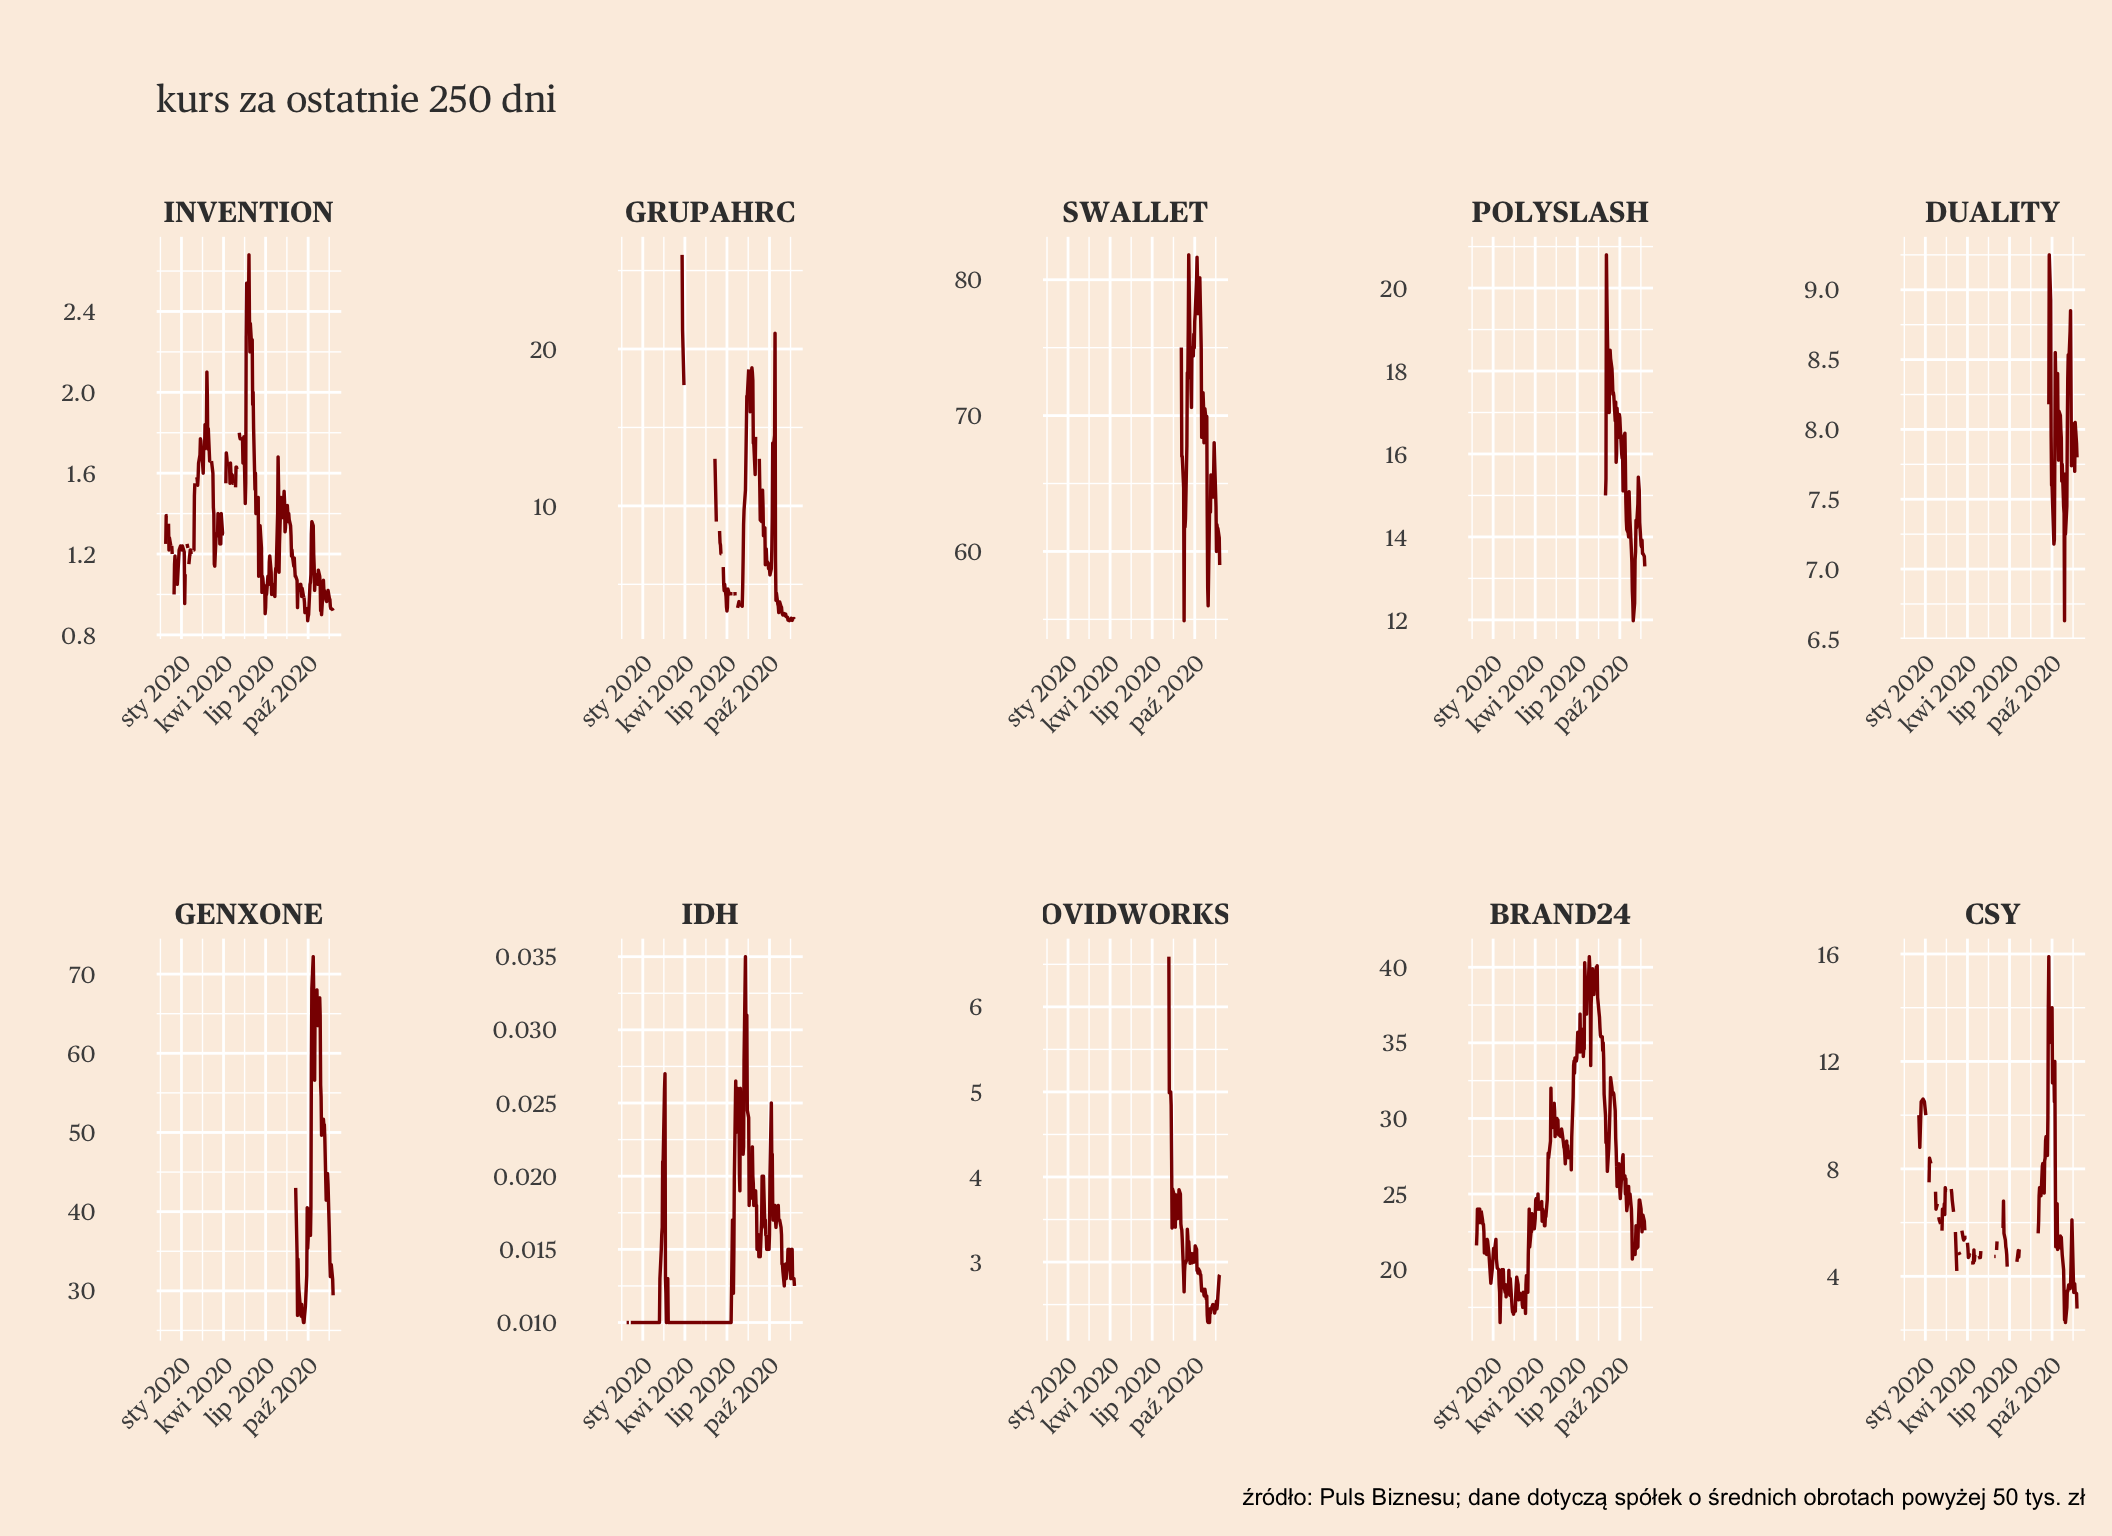 kurs za ostatnie 250 dni
INVENTION
GRUPAHRC
SWALLET
POLYSLASH
DUALITY
2.4
2.0
1.6
1.2
0.8
20
10
80
70
60
20
18
16
14
12
9.0
8.5
8.0
7.5
7.0
6.5
sty 2020
kwi 2020
lip 2020
paź 2020
sty 2020
kwi 2020
lip 2020
paź 2020
sty 2020
kwi 2020
lip 2020
paź 2020
sty 2020
kwi 2020
lip 2020
paź 2020
sty 2020
kwi 2020
lip 2020
paź 2020
GENXONE
IDH
OVIDWORKS
BRAND24
CSY
70
60
50
40
30
0.035
0.030
0.025
0.020
0.015
0.010
6
5
4
3
40
35
30
25
20
16
12
8
4
sty 2020
kwi 2020
lip 2020
paź 2020
sty 2020
kwi 2020
lip 2020
paź 2020
sty 2020
kwi 2020
lip 2020
paź 2020
sty 2020
kwi 2020
lip 2020
paź 2020
sty 2020
kwi 2020
lip 2020
paź 2020
źródło: Puls Biznesu; dane dotyczą spółek o średnich obrotach powyżej 50 tys. zł